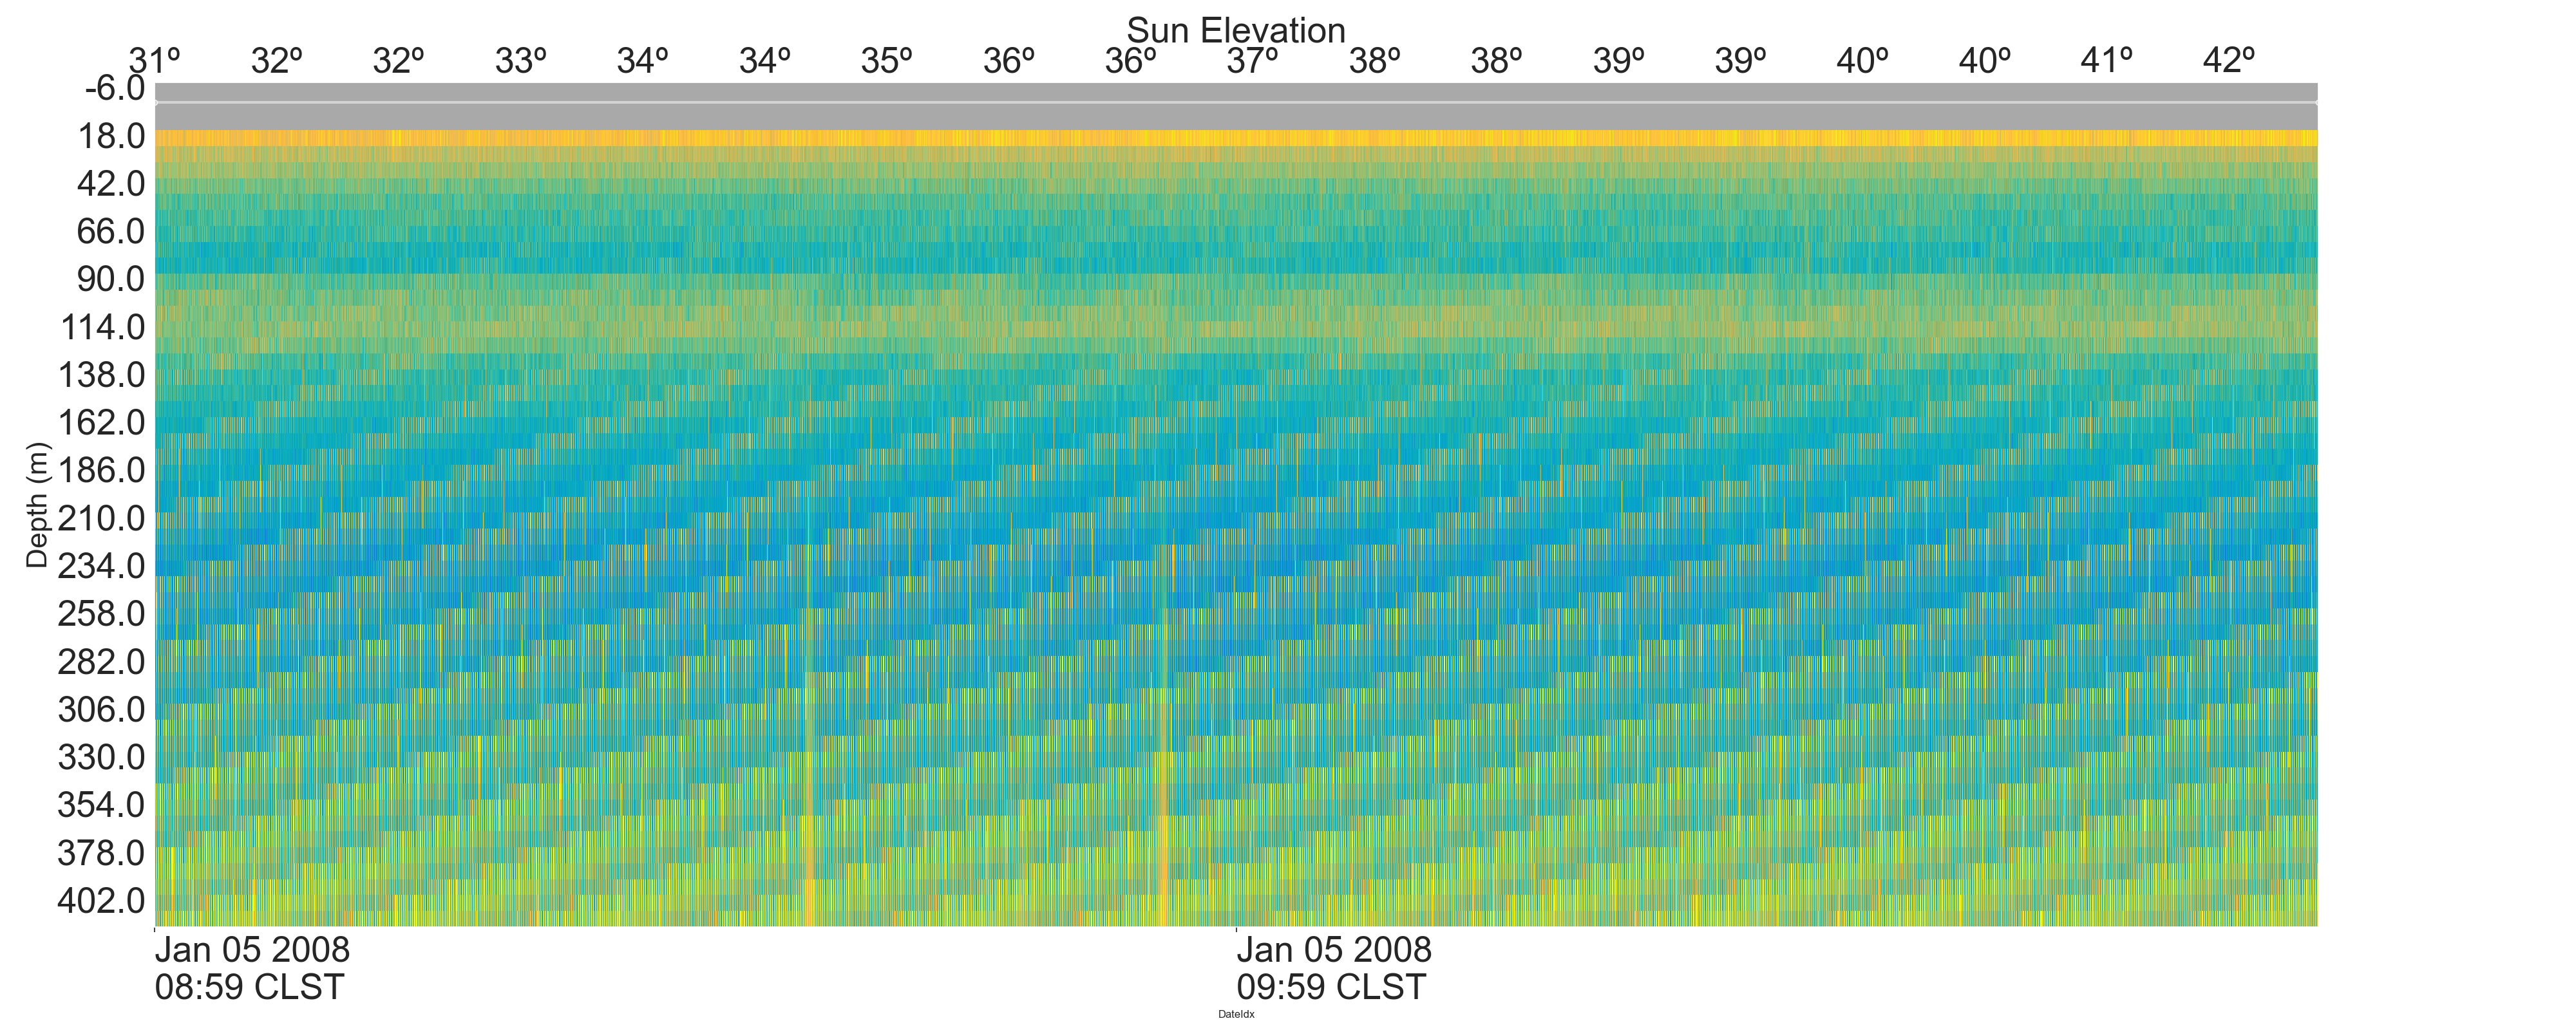 Sun Elevation
31º 32º 32º 33º 34º 34º 35º 36º 36º 37º 38º 38º 39º 39º 40º 40º 41º 42º
-6.0
18.0
42.0
66.0
90.0
114.0
138.0
162.0
186.0
210.0
234.0
258.0
282.0
306.0
330.0
354.0
378.0
402.0
Depth (m)
Jan 05 2008
08:59 CLST
Jan 05 2008
09:59 CLST
DateIdx